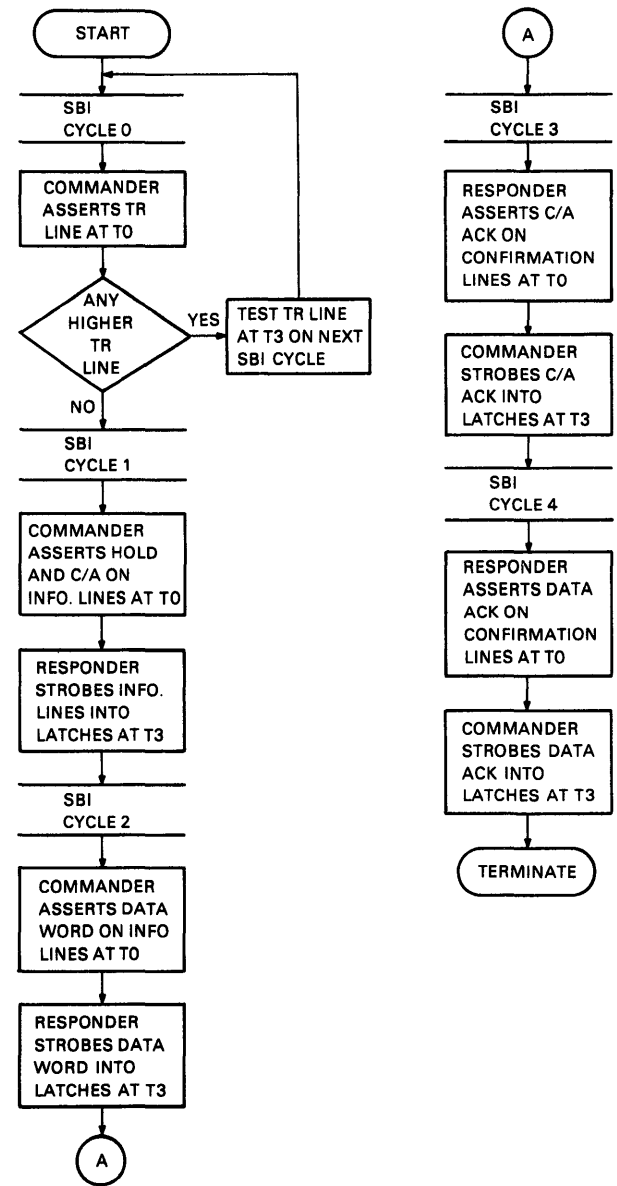 START
SBI
CYCLE 0
COMMANDER
ASSERTS TR
LINE AT T0
ANY
HIGHER
TR
LINE
YES
TEST TR LINE
AT T3 ON NEXT
SBI CYCLE
NO
SBI
CYCLE 1
COMMANDER
ASSERTS HOLD
AND C/A ON
INFO. LINES AT T0
RESPONDER
STROBES INFO.
LINES INTO
LATCHES AT T3
SBI
CYCLE 2
COMMANDER
ASSERTS DATA
WORD ON INFO
LINES AT T0
RESPONDER
STROBES DATA
WORD INTO
LATCHES AT T3
A
A
SBI
CYCLE 3
RESPONDER
ASSERTS C/A
ACK ON
CONFIRMATION
LINES AT T0
COMMANDER
STROBES C/A
ACK INTO
LATCHES AT T3
SBI
CYCLE 4
RESPONDER
ASSERTS DATA
ACK ON
CONFIRMATION
LINES AT T0
COMMANDER
STROBES DATA
ACK INTO
LATCHES AT T3
TERMINATE